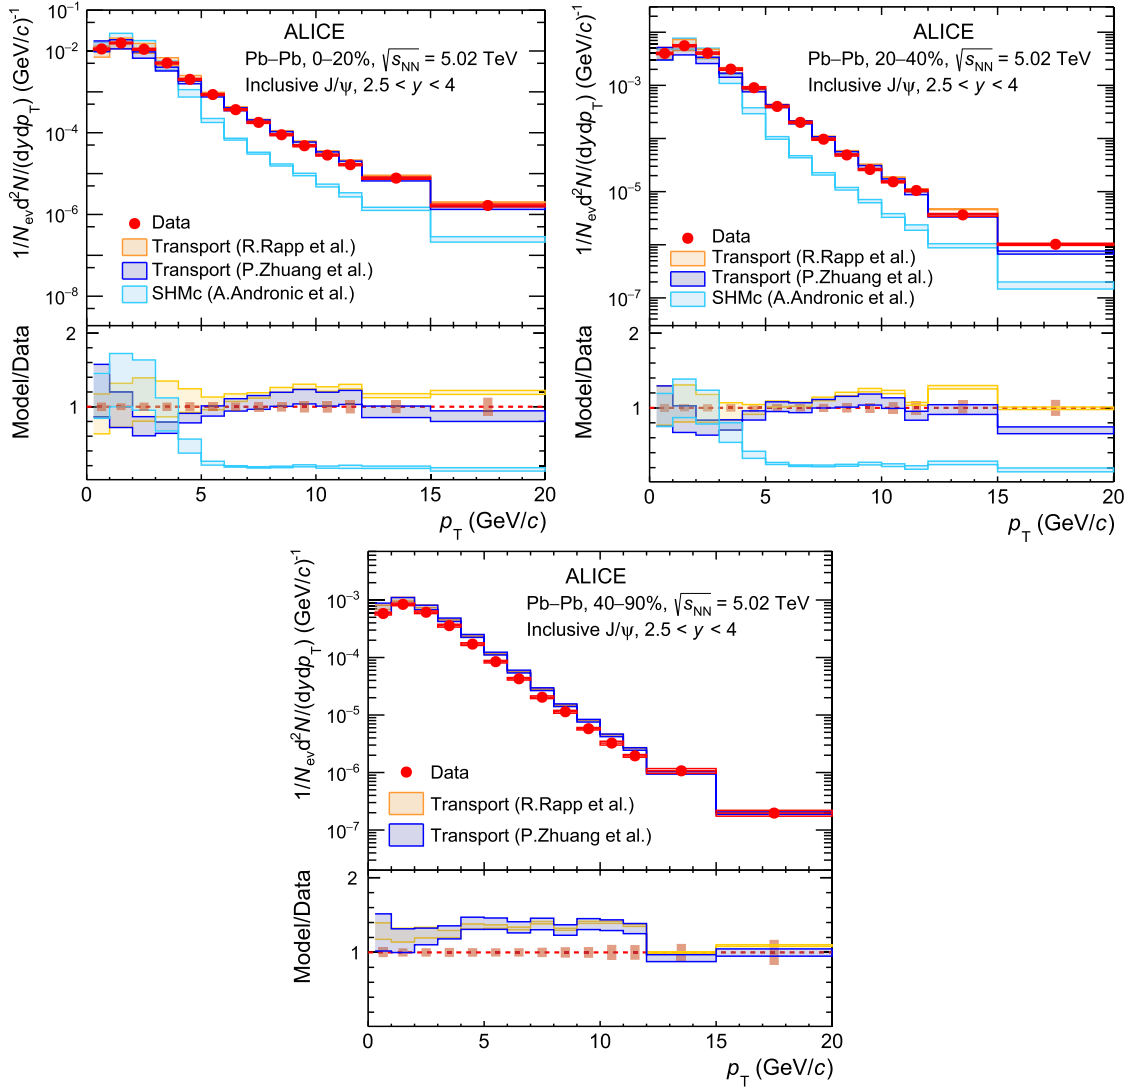 ALICE
Pb–Pb, 0–20%, √sNN = 5.02 TeV
Inclusive J/ψ, 2.5 < y < 4
1/Nev d²N/(dydpT) (GeV/c)⁻¹
10⁻¹
10⁻²
10⁻⁴
10⁻⁶
10⁻⁸
Data
Transport (R.Rapp et al.)
Transport (P.Zhuang et al.)
SHMc (A.Andronic et al.)
Model/Data
2
1
0 5 10 15 20
pT (GeV/c)
ALICE
Pb–Pb, 20–40%, √sNN = 5.02 TeV
Inclusive J/ψ, 2.5 < y < 4
1/Nev d²N/(dydpT) (GeV/c)⁻¹
10⁻³
10⁻⁵
10⁻⁷
Data
Transport (R.Rapp et al.)
Transport (P.Zhuang et al.)
SHMc (A.Andronic et al.)
Model/Data
2
1
0 5 10 15 20
pT (GeV/c)
ALICE
Pb–Pb, 40–90%, √sNN = 5.02 TeV
Inclusive J/ψ, 2.5 < y < 4
1/Nev d²N/(dydpT) (GeV/c)⁻¹
10⁻³
10⁻⁴
10⁻⁵
10⁻⁶
10⁻⁷
Data
Transport (R.Rapp et al.)
Transport (P.Zhuang et al.)
Model/Data
2
1
0 5 10 15 20
pT (GeV/c)